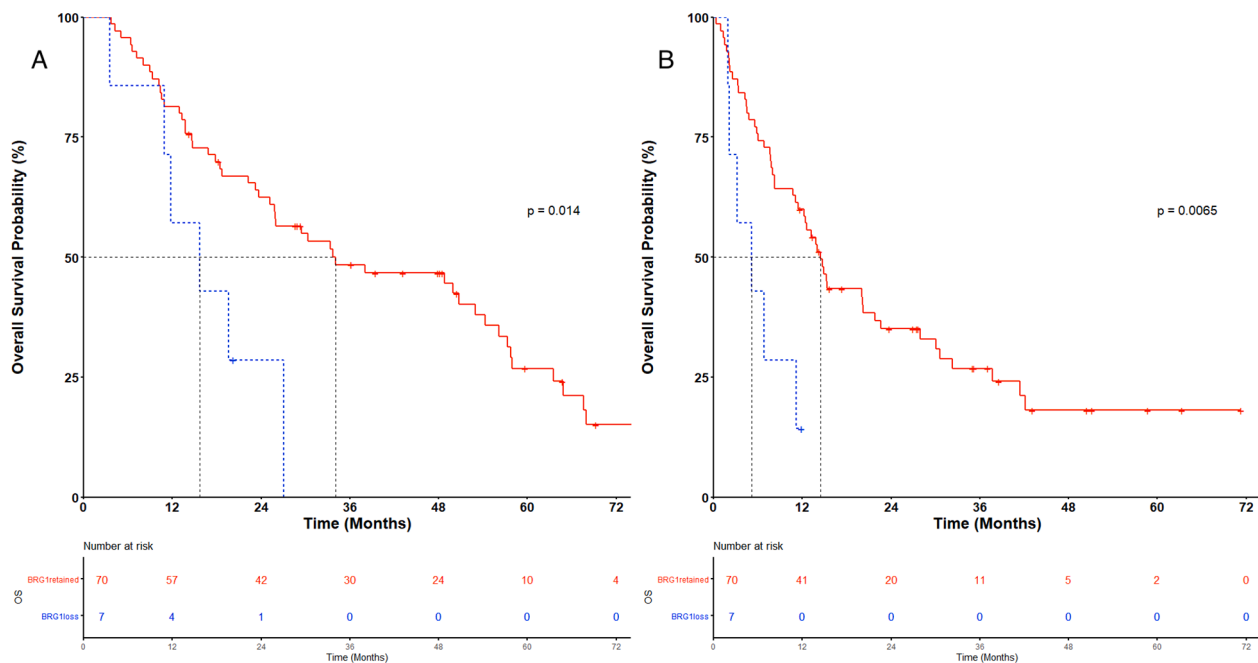 A
Overall Survival Probability (%)
100
75
50
25
0
p = 0.014
0 12 24 36 48 60 72
Time (Months)
Number at risk
OS
BRG1retained 70 57 42 30 24 10 4
BRG1loss 7 4 1 0 0 0 0
0 12 24 36 48 60 72
Time (Months)
B
Overall Survival Probability (%)
100
75
50
25
0
p = 0.0065
0 12 24 36 48 60 72
Time (Months)
Number at risk
OS
BRG1retained 70 41 20 11 5 2 0
BRG1loss 7 0 0 0 0 0 0
0 12 24 36 48 60 72
Time (Months)